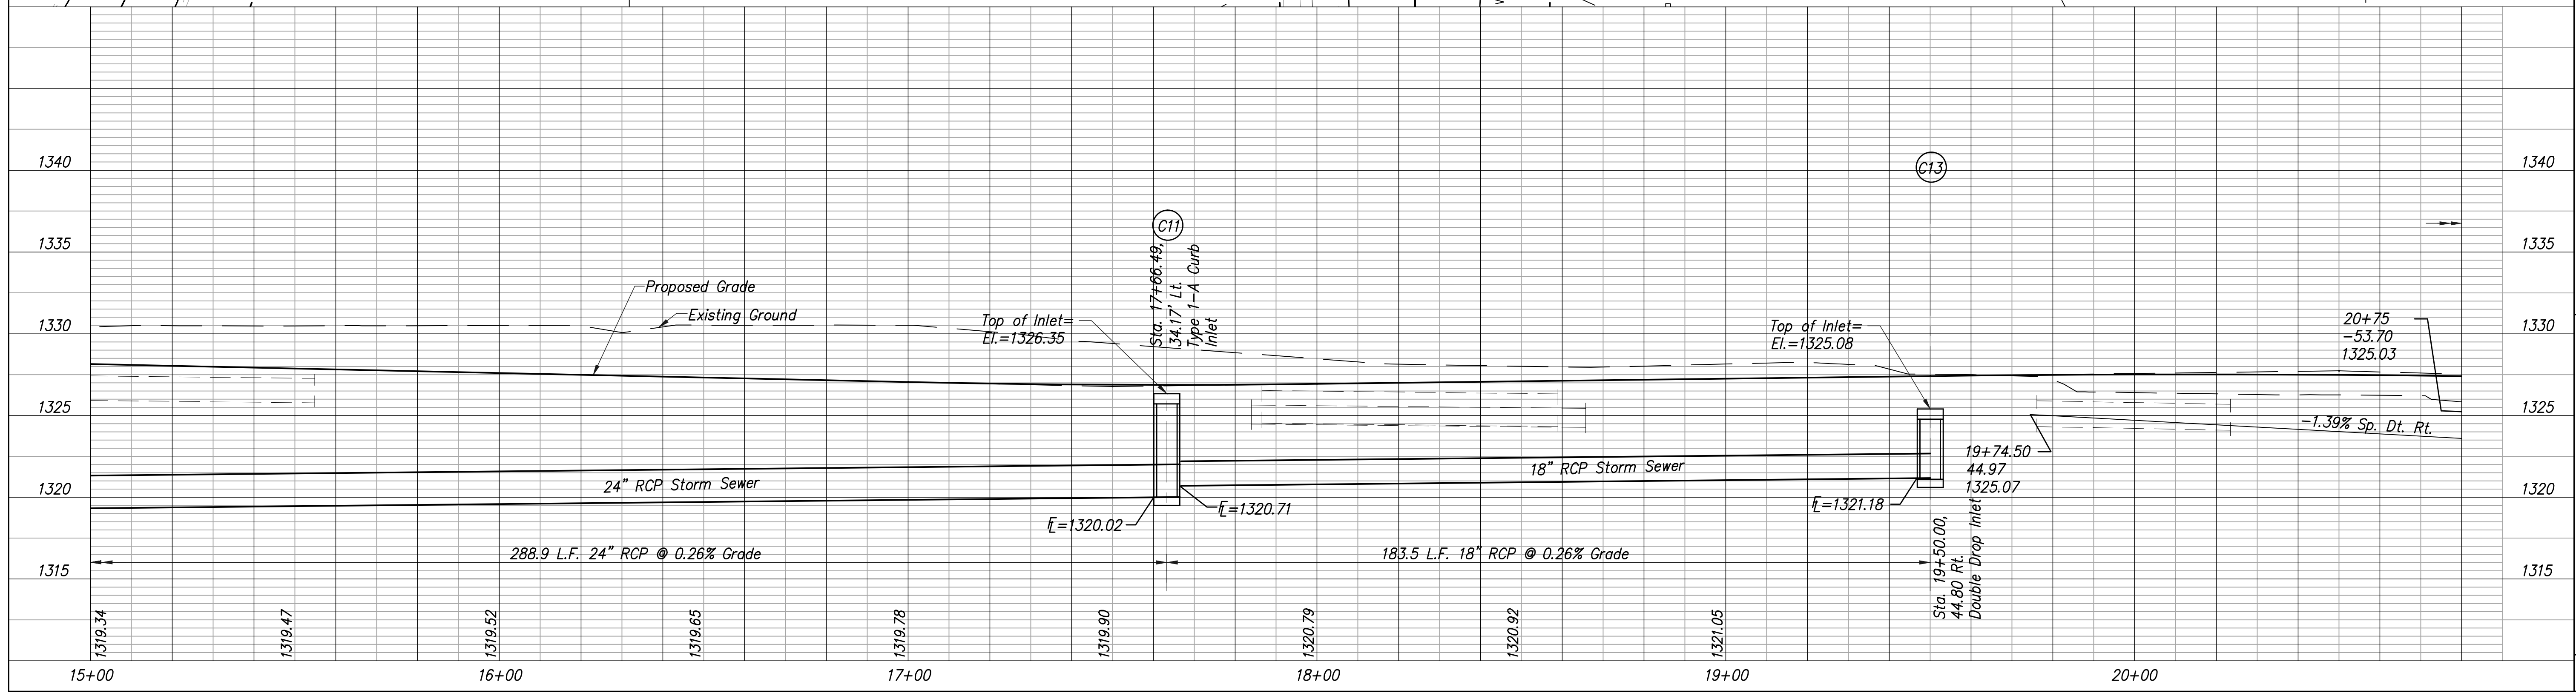 1340
1335
1330
1325
1320
1315
Proposed Grade
Existing Ground
Top of Inlet=
El.=1326.35
C11
Sta. 17+66.49,
34.17' Lt.
Type 1-A Curb
Inlet
Top of Inlet=
El.=1325.08
C13
1340
1335
1330
1325
1320
1315
20+75
-53.70
1325.03
-1.39% Sp. Dt. Rt.
19+74.50
44.97
1325.07
24" RCP Storm Sewer
18" RCP Storm Sewer
FL=1320.02
FL=1320.71
FL=1321.18
Sta. 19+50.00,
44.80 Rt.
Double Drop Inlet
288.9 L.F. 24" RCP @ 0.26% Grade
183.5 L.F. 18" RCP @ 0.26% Grade
1319.34
1319.47
1319.52
1319.65
1319.78
1319.90
1320.79
1320.92
1321.05
15+00
16+00
17+00
18+00
19+00
20+00